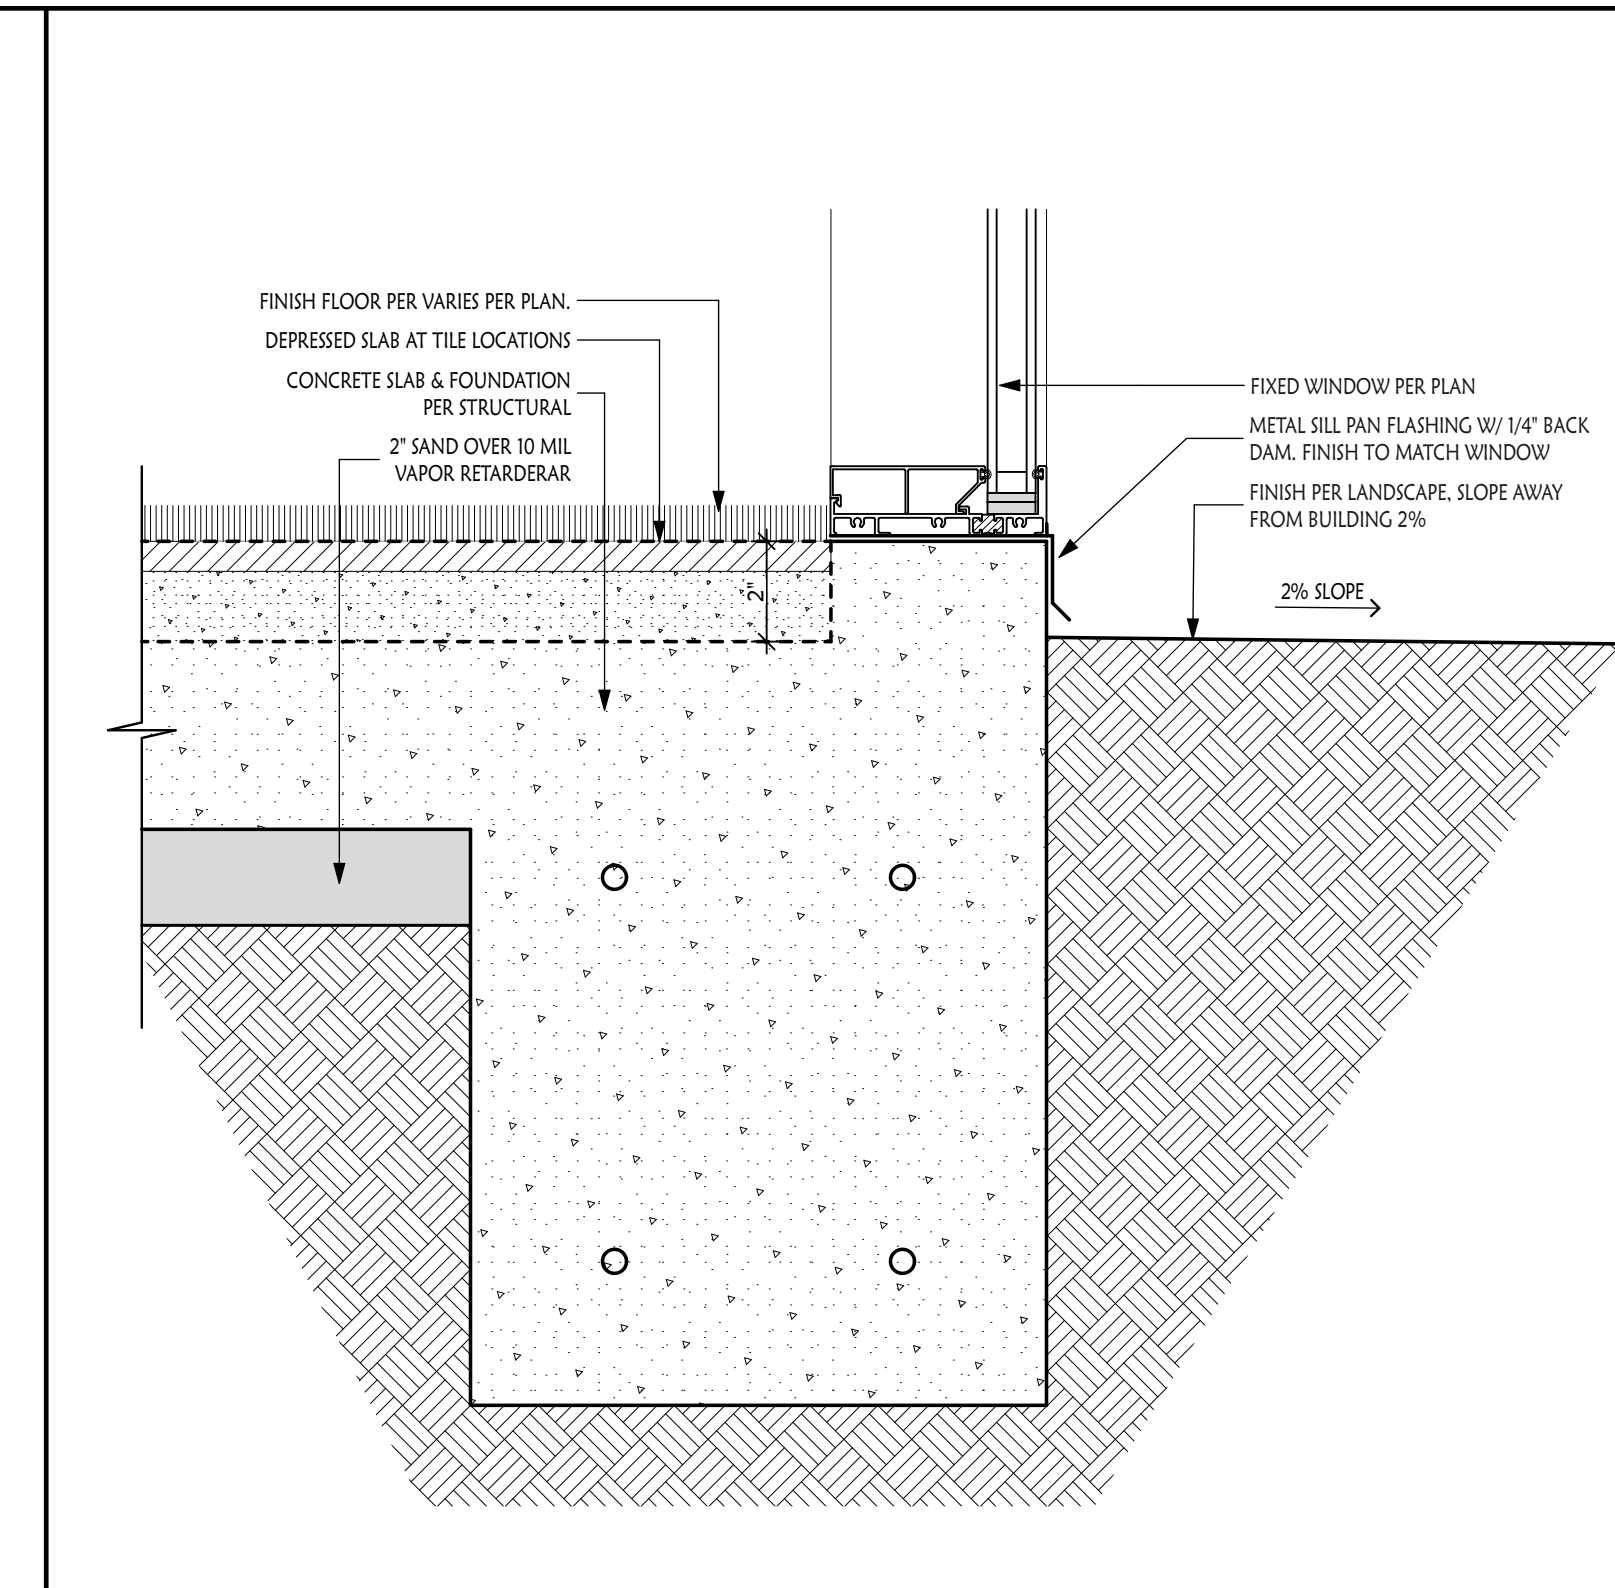 FINISH FLOOR PER VARIES PER PLAN.
DEPRESSED SLAB AT TILE LOCATIONS
CONCRETE SLAB & FOUNDATION
PER STRUCTURAL
2" SAND OVER 10 MIL
VAPOR RETARDERAR
2"
FIXED WINDOW PER PLAN
METAL SILL PAN FLASHING W/ 1/4" BACK
DAM. FINISH TO MATCH WINDOW
FINISH PER LANDSCAPE, SLOPE AWAY
FROM BUILDING 2%
2% SLOPE